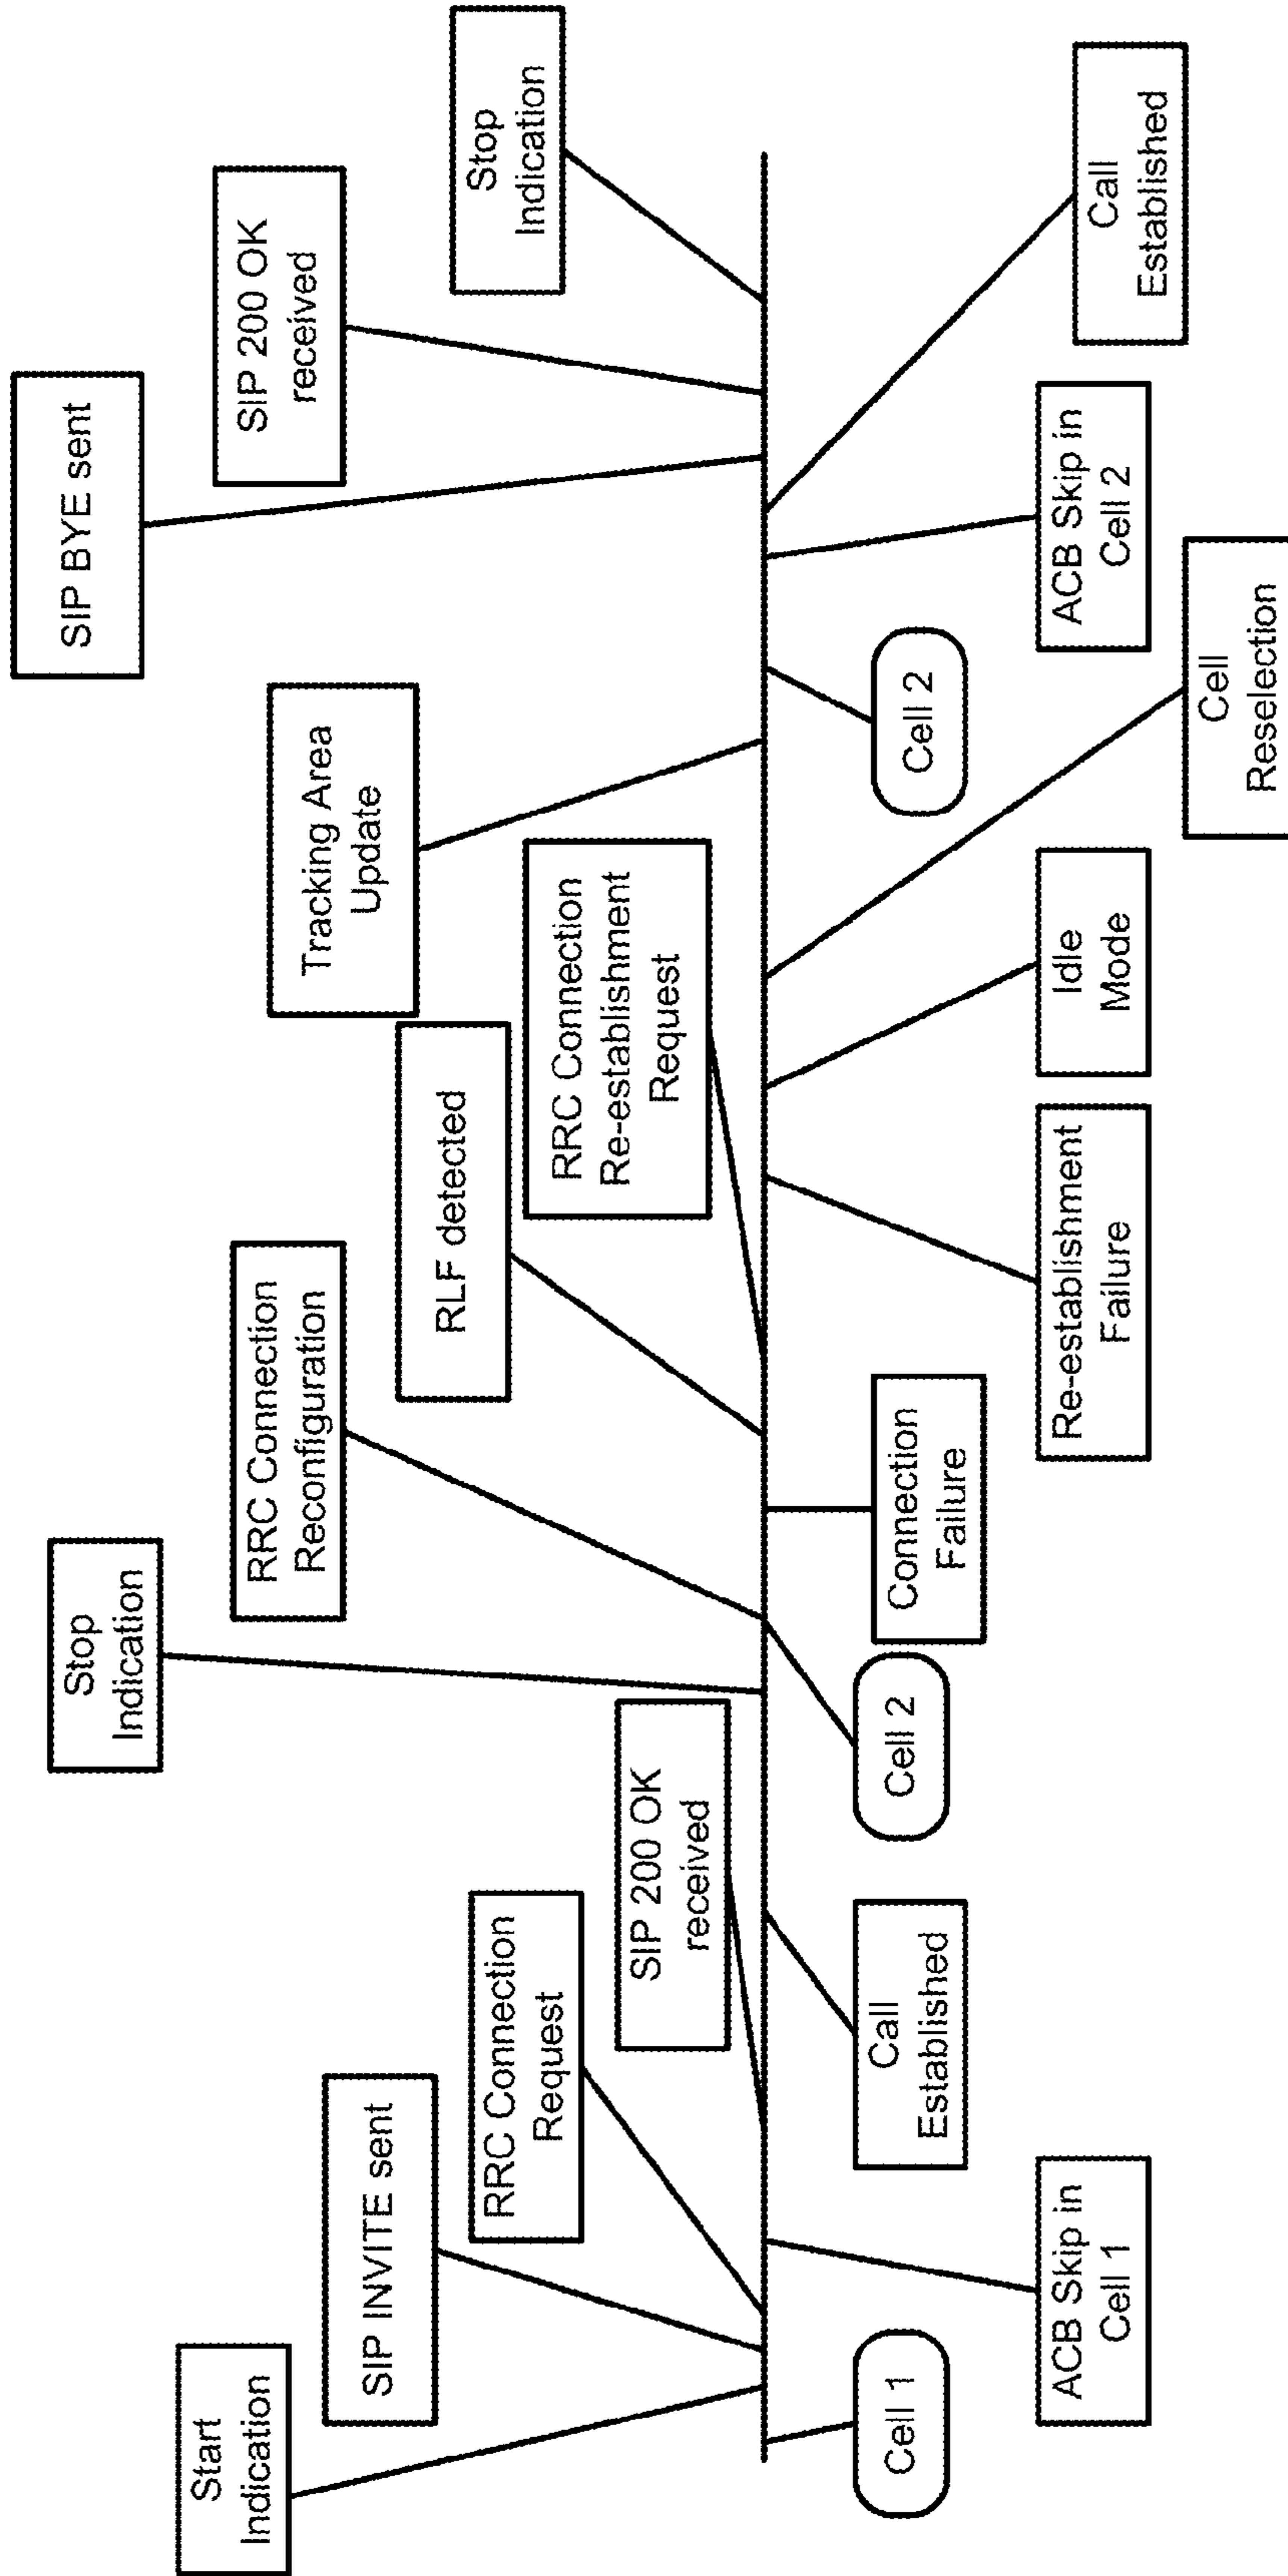 Start
Indication
SIP INVITE sent
RRC Connection
Request
SIP 200 OK
received
Stop
Indication
RRC Connection
Reconfiguration
RLF detected
RRC Connection
Re-establishment
Request
Tracking Area
Update
SIP BYE sent
SIP 200 OK
received
Stop
Indication
Cell 1
ACB Skip in
Cell 1
Call
Established
Cell 2
Connection
Failure
Re-establishment
Failure
Idle
Mode
Cell
Reselection
Cell 2
ACB Skip in
Cell 2
Call
Established